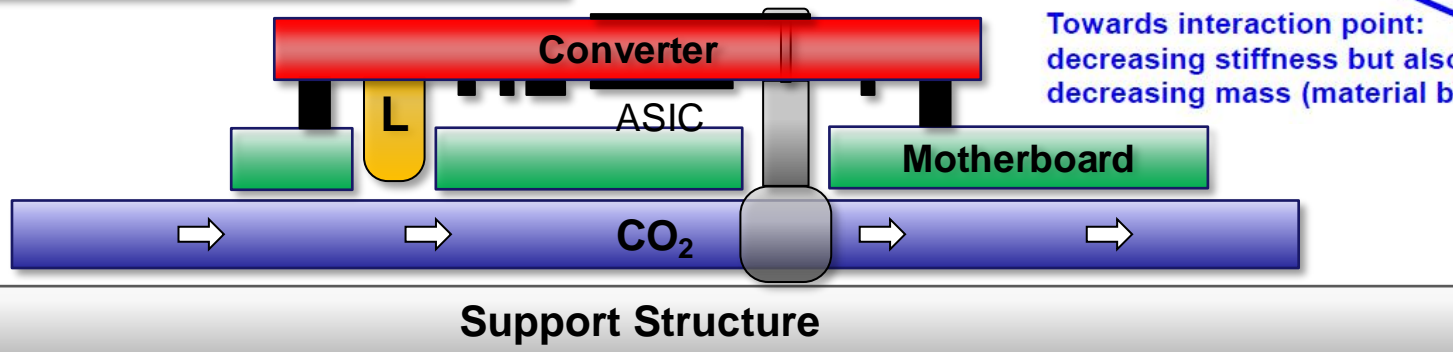 Towards interaction point:
decreasing stiffness but also
decreasing mass (material b
Converter
L
ASIC
Motherboard
CO₂
Support Structure